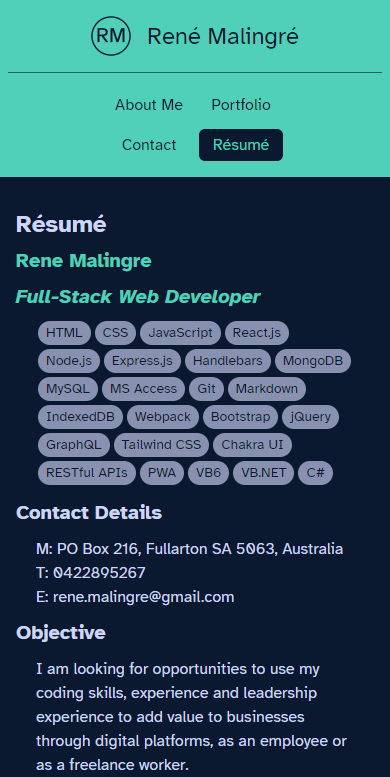 RM René Malingré
About Me Portfolio
Contact Résumé
Résumé
Rene Malingre
Full-Stack Web Developer
HTML CSS JavaScript React.js
Node.js Express.js Handlebars MongoDB
MySQL MS Access Git Markdown
IndexedDB Webpack Bootstrap jQuery
GraphQL Tailwind CSS Chakra UI
RESTful APIs PWA VB6 VB.NET C#
Contact Details
M: PO Box 216, Fullarton SA 5063, Australia
T: 0422895267
E: rene.malingre@gmail.com
Objective
I am looking for opportunities to use my
coding skills, experience and leadership
experience to add value to businesses
through digital platforms, as an employee or
as a freelance worker.